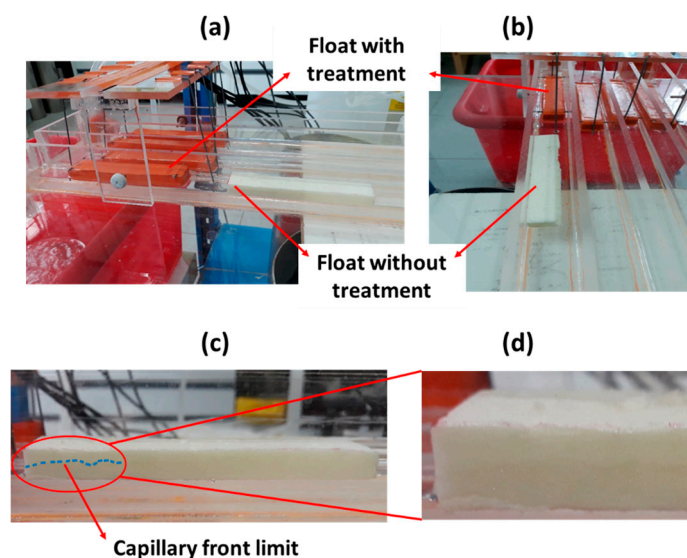 (a)
(b)
Float with
treatment
Float without
treatment
(c)
(d)
Capillary front limit